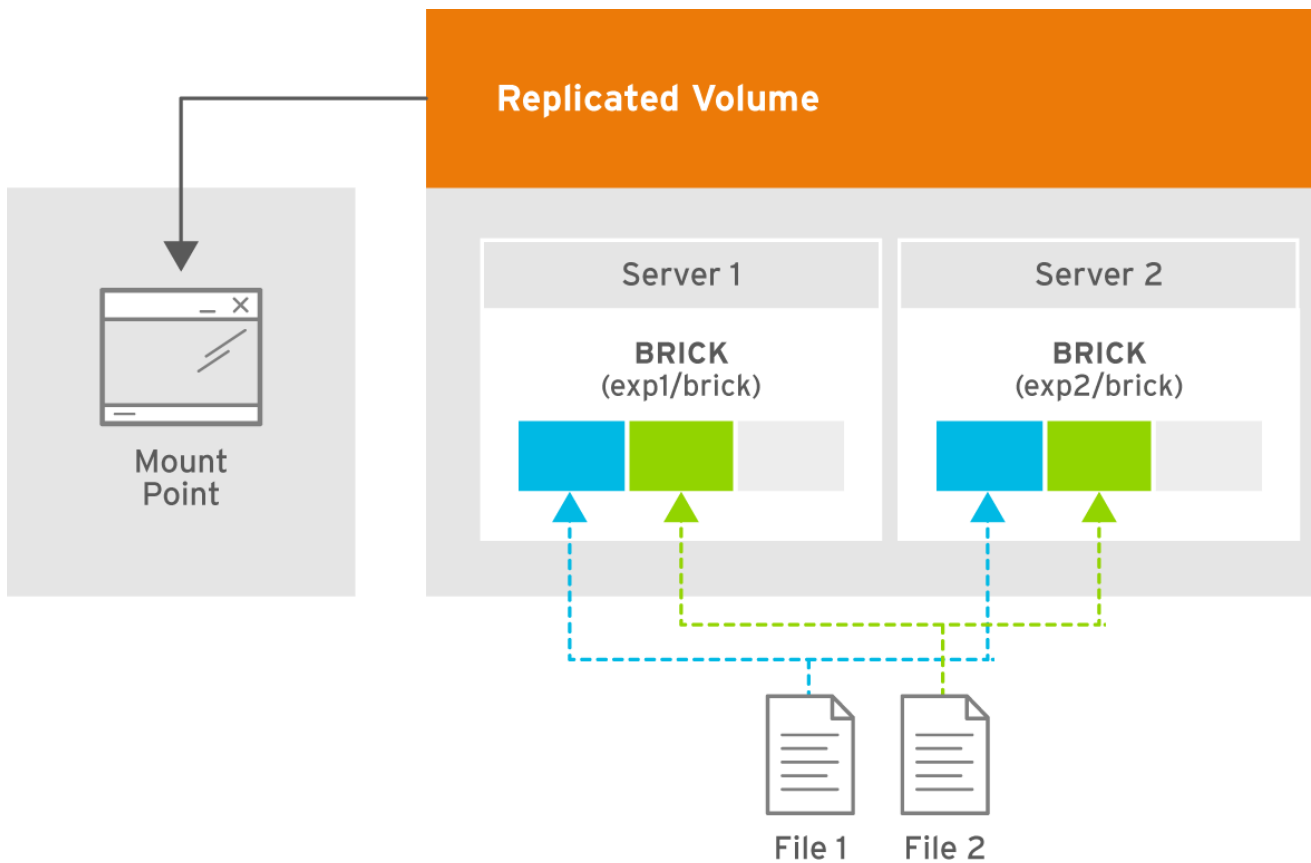 Replicated Volume
Mount
Point
Server 1
BRICK
(exp1/brick)
Server 2
BRICK
(exp2/brick)
File 1
File 2